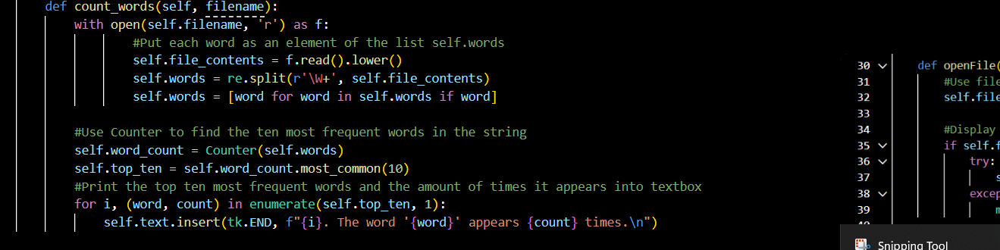 def count_words(self, filename):
with open(self.filename, 'r') as f:
#Put each word as an element of the list self.words
self.file_contents = f.read().lower()
self.words = re.split(r'\W+', self.file_contents)
self.words = [word for word in self.words if word]
#Use Counter to find the ten most frequent words in the string
self.word_count = Counter(self.words)
self.top_ten = self.word_count.most_common(10)
#Print the top ten most frequent words and the amount of times it appears into textbox
for i, (word, count) in enumerate(self.top_ten, 1):
self.text.insert(tk.END, f"{i}. The word '{word}' appears {count} times.\n")
30 def openFile(
31 #Use file
32 self.file
33
34 #Display
35 if self.f
36 try:
37 s
38 excep
39 m
Snipping Tool